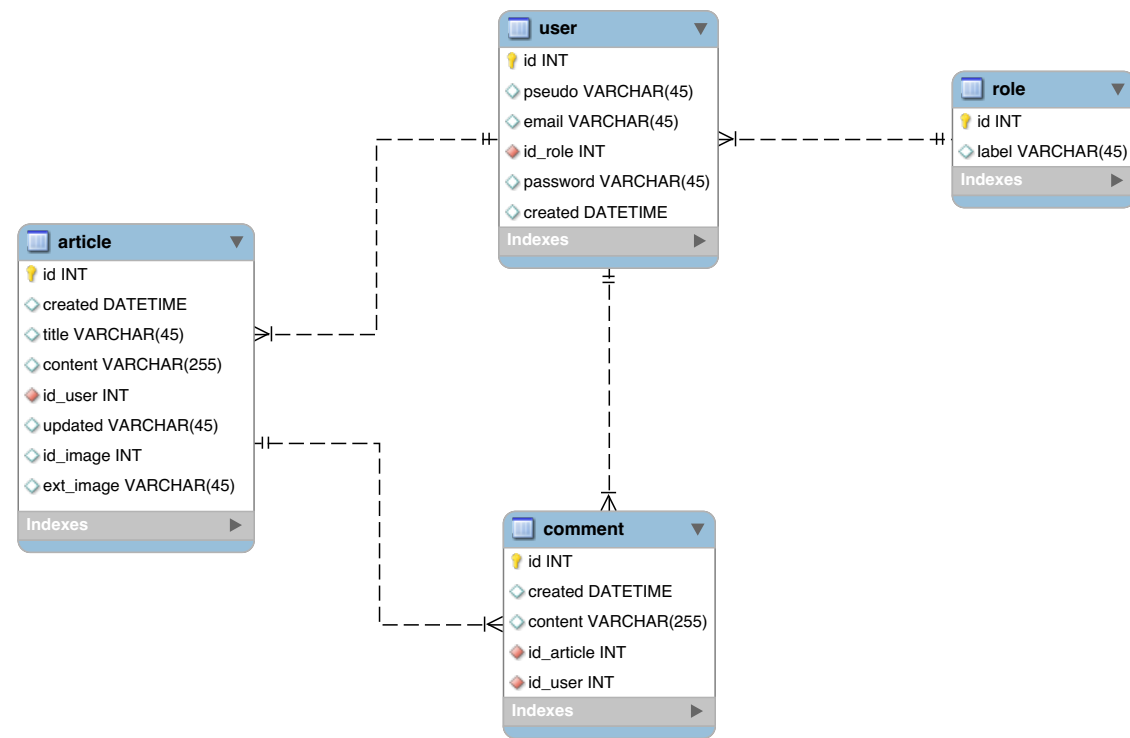 user
id INT
pseudo VARCHAR(45)
email VARCHAR(45)
id_role INT
password VARCHAR(45)
created DATETIME
Indexes
role
id INT
label VARCHAR(45)
Indexes
article
id INT
created DATETIME
title VARCHAR(45)
content VARCHAR(255)
id_user INT
updated VARCHAR(45)
id_image INT
ext_image VARCHAR(45)
Indexes
comment
id INT
created DATETIME
content VARCHAR(255)
id_article INT
id_user INT
Indexes